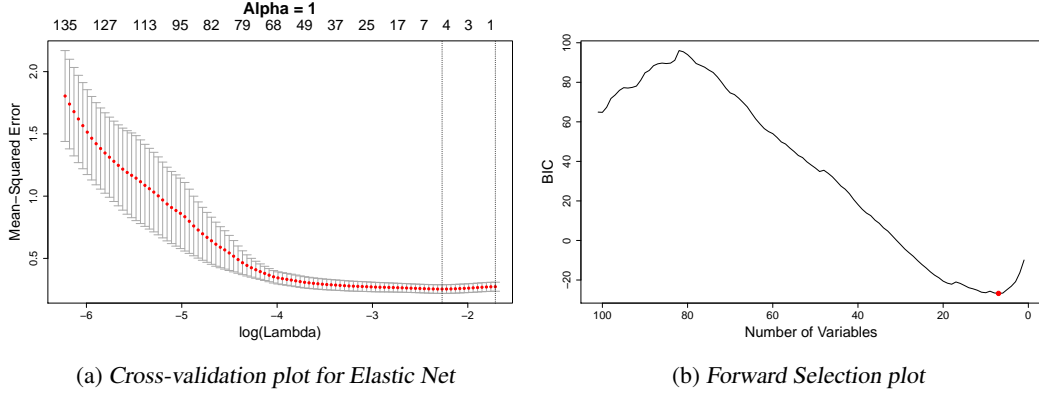 Alpha = 1
135 127 113 95 82 79 68 49 37 25 17 7 4 3 1
Mean−Squared Error
2.0
1.5
1.0
0.5
−6 −5 −4 −3 −2
log(Lambda)
(a) Cross-validation plot for Elastic Net
BIC
100
80
60
40
20
0
−20
100 80 60 40 20 0
Number of Variables
(b) Forward Selection plot